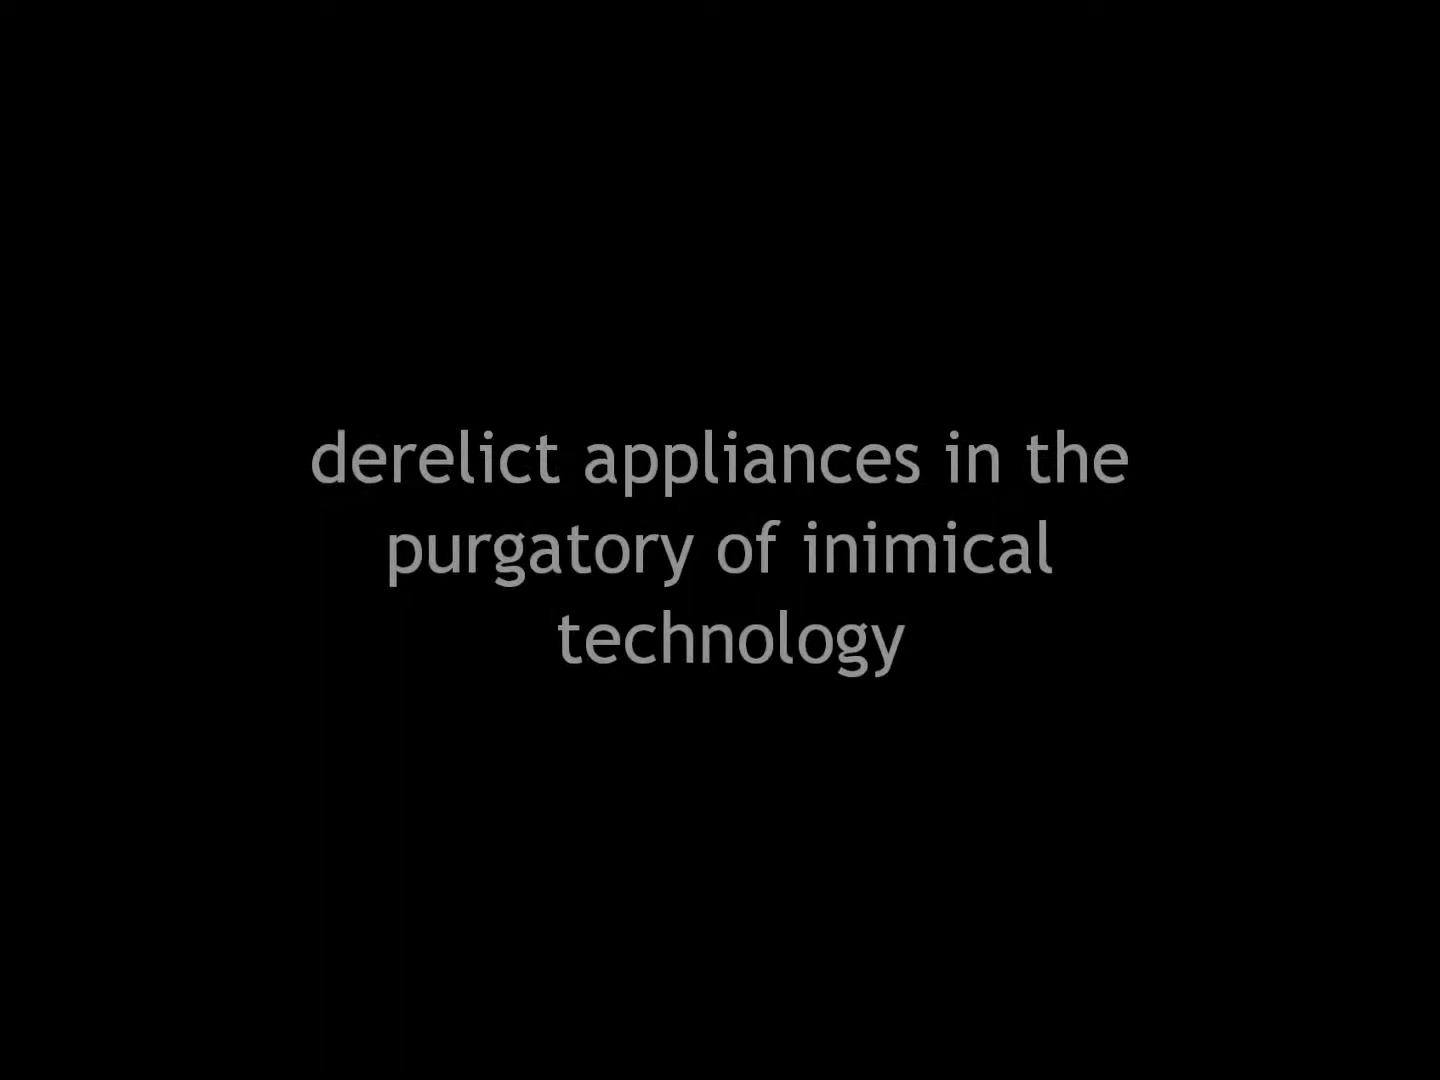 derelict appliances in the
purgatory of inimical
technology